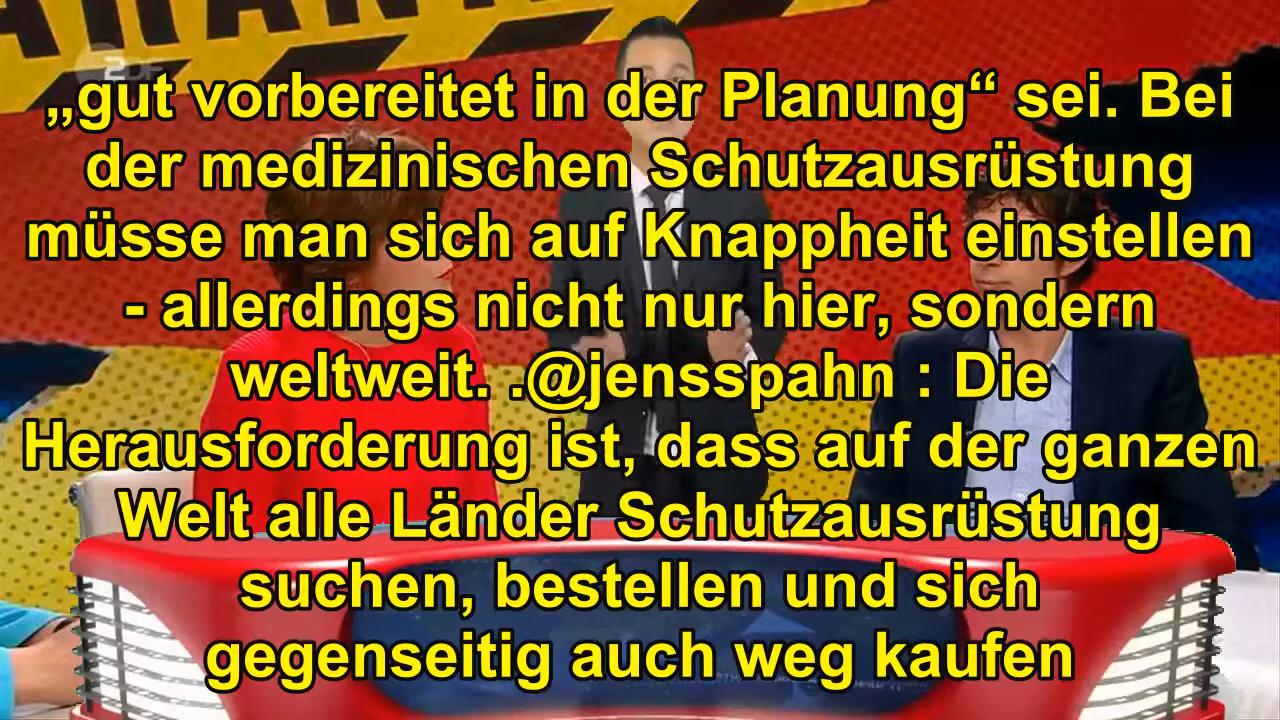 ZDF
„gut vorbereitet in der Planung“ sei. Bei
der medizinischen Schutzausrüstung
müsse man sich auf Knappheit einstellen
- allerdings nicht nur hier, sondern
weltweit. .@jensspahn : Die
Herausforderung ist, dass auf der ganzen
Welt alle Länder Schutzausrüstung
suchen, bestellen und sich
gegenseitig auch weg kaufen